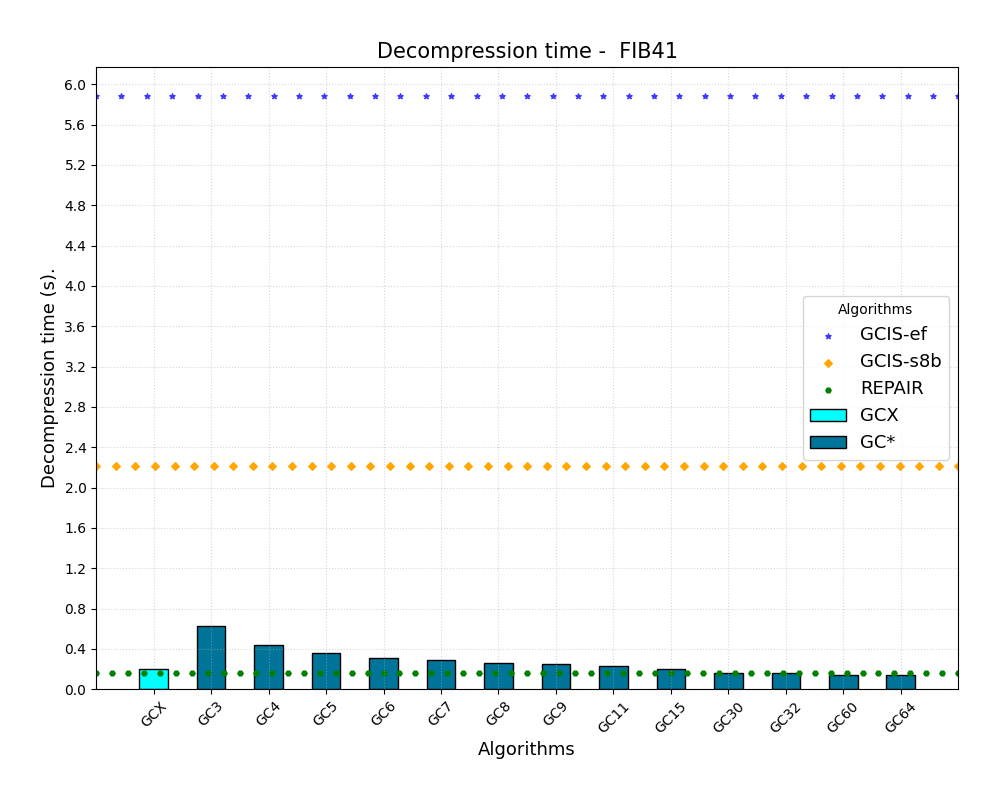 Decompression time -  FIB41
Decompression time (s).
6.0
5.6
5.2
4.8
4.4
4.0
3.6
3.2
2.8
2.4
2.0
1.6
1.2
0.8
0.4
0.0
Algorithms
GCIS-ef
GCIS-s8b
REPAIR
GCX
GC*
GCX
GC3
GC4
GC5
GC6
GC7
GC8
GC9
GC11
GC15
GC30
GC32
GC60
GC64
Algorithms